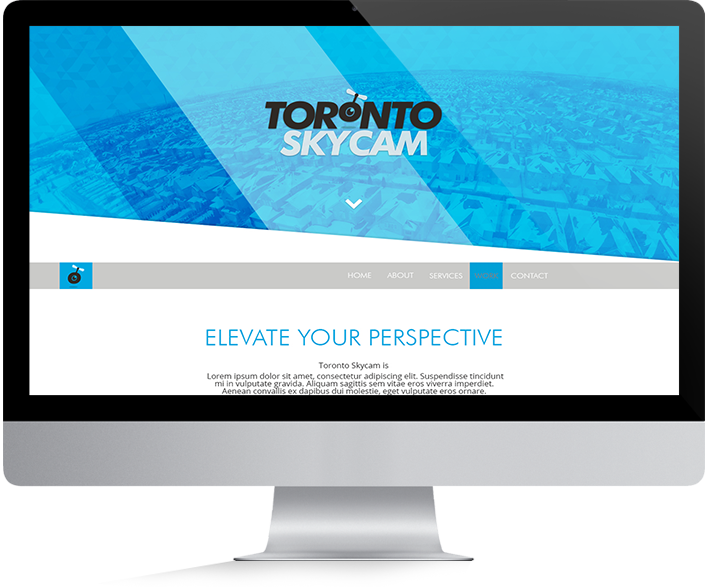 TORONTO
SKYCAM
HOME ABOUT SERVICES WORK CONTACT
ELEVATE YOUR PERSPECTIVE
Toronto Skycam is
Lorem ipsum dolor sit amet, consectetur adipiscing elit. Suspendisse tincidunt
mi in vulputate gravida. Aliquam sagittis sem vitae eros viverra imperdiet.
Aenean convallis ex dapibus dui molestie, eget vulputate eros ornare.